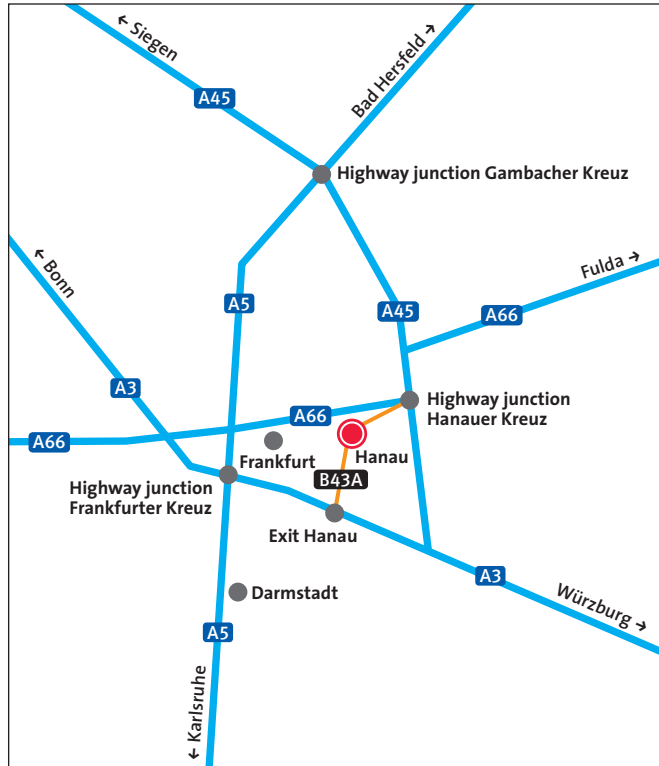 ← Siegen
Bad Hersfeld →
A45
Highway junction Gambacher Kreuz
← Bonn
Fulda →
A5
A45
A66
A3
Highway junction
Hanauer Kreuz
A66
A66
Frankfurt
Hanau
Highway junction
Frankfurter Kreuz
B43A
Exit Hanau
A3
Darmstadt
Würzburg →
A5
← Karlsruhe